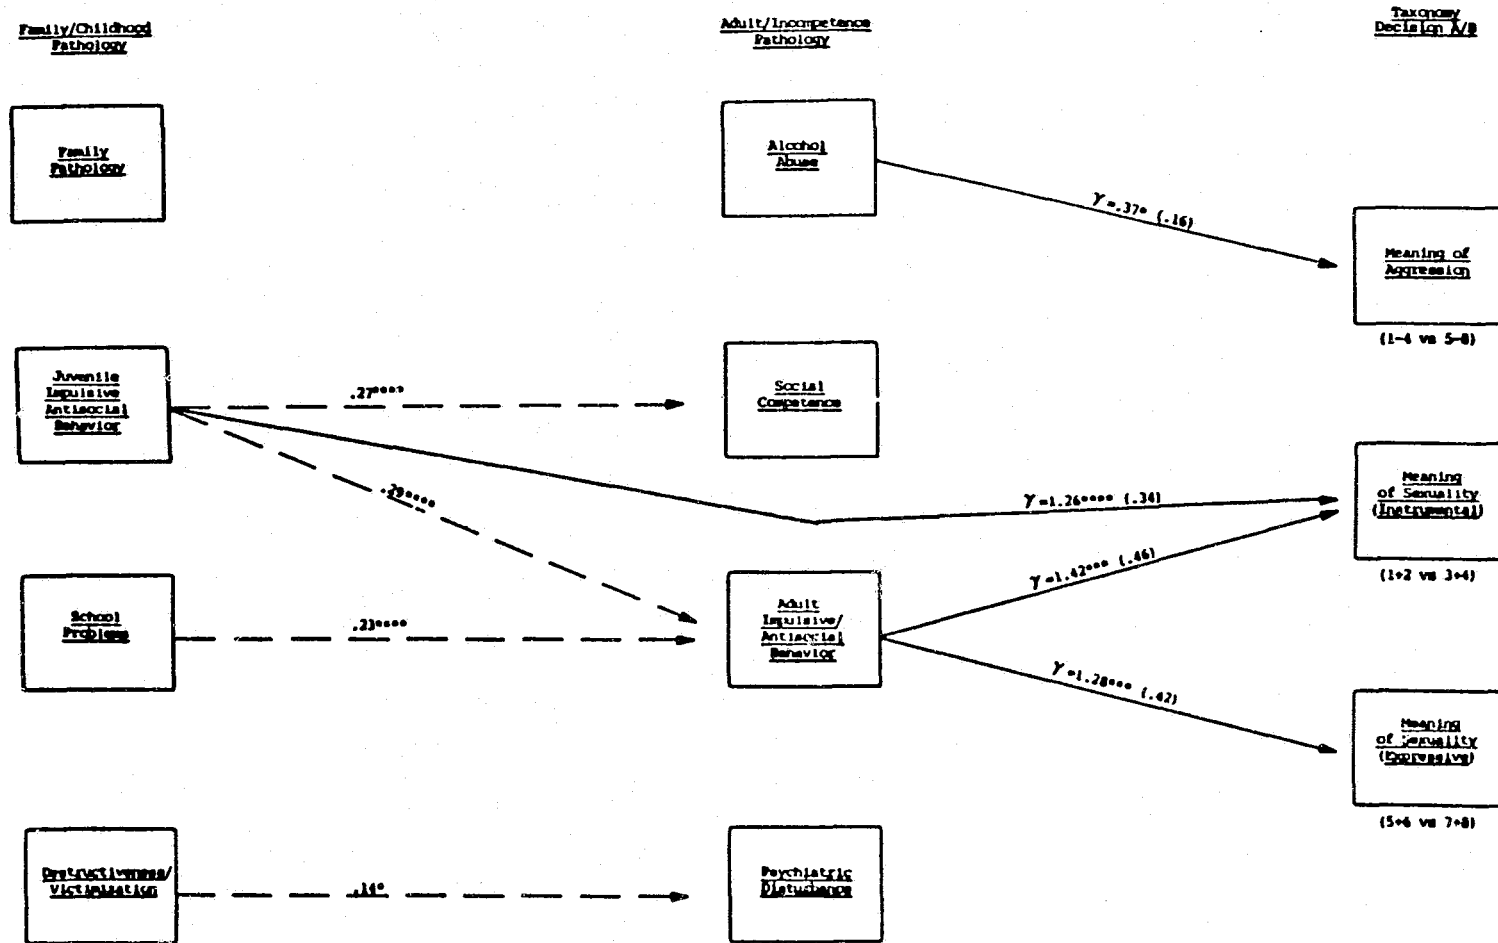 Family/Childhood
Pathology
Adult/Incompetence
Pathology
Taxonomy
Decision A/B
Family
Pathology
Alcohol
Abuse
γ=.37* (.16)
Meaning of
Aggression
(1-4 vs 5-8)
Juvenile
Impulsive
Antisocial
Behavior
.27****
Social
Competence
.39****
γ=1.26**** (.34)
Meaning
of Sexuality
(Instrumental)
(1+2 vs 3+4)
γ=1.42*** (.46)
School
Problems
.23****
Adult
Impulsive/
Antisocial
Behavior
γ=1.28*** (.42)
Meaning
of Sexuality
(Expressive)
(5+6 vs 7+8)
Destructiveness/
Victimization
.14*
Psychiatric
Disturbance